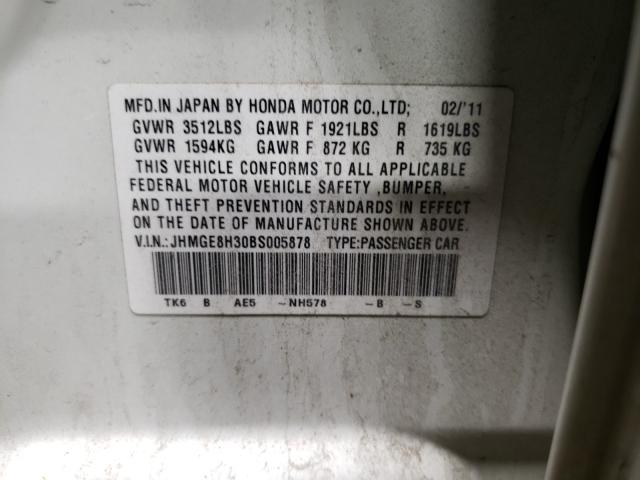 MFD.IN JAPAN BY HONDA MOTOR CO.,LTD; 02/'11
GVWR 3512LBS GAWR F 1921LBS R 1619LBS
GVWR 1594KG GAWR F 872 KG R 735 KG
THIS VEHICLE CONFORMS TO ALL APPLICABLE
FEDERAL MOTOR VEHICLE SAFETY ,BUMPER,
AND THEFT PREVENTION STANDARDS IN EFFECT
ON THE DATE OF MANUFACTURE SHOWN ABOVE.
V.I.N.: JHMGE8H30BS005878 TYPE:PASSENGER CAR
TK6 B AE5 -NH578 -B -S